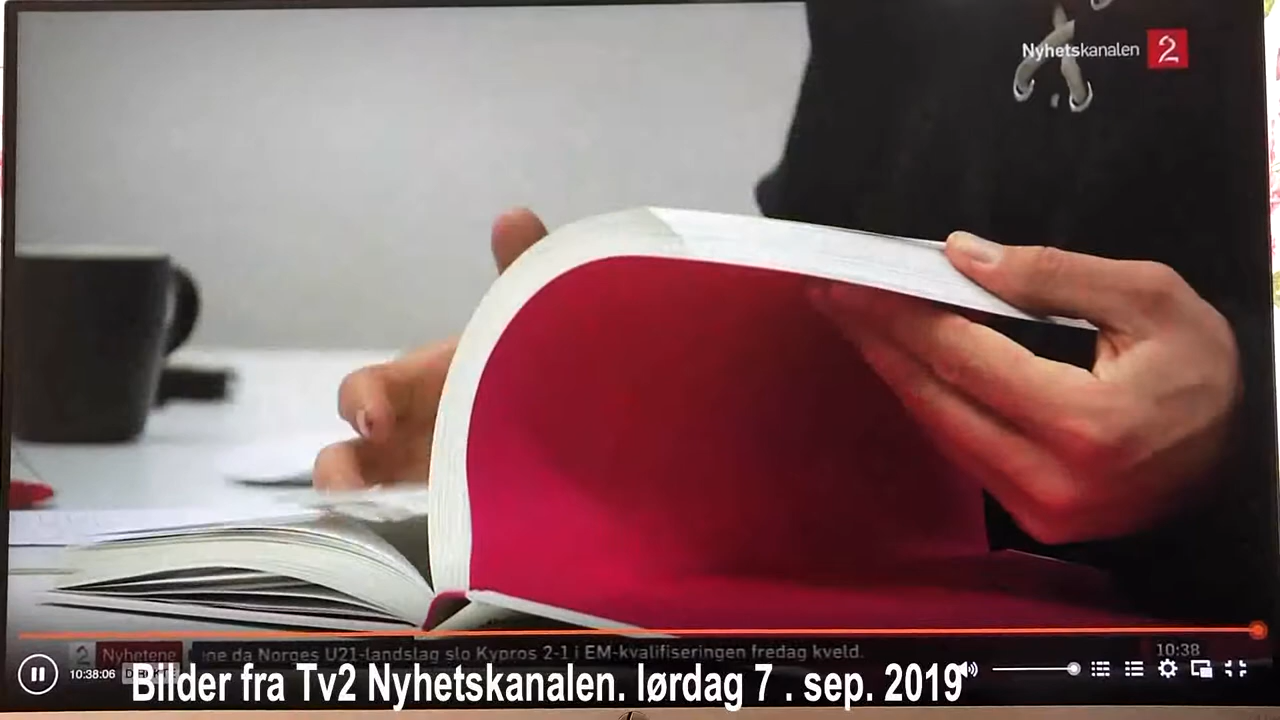 Nyhetskanalen 2
2 Nyhetene
ne da Norges U21-landslag slo Kypros 2-1 i EM-kvalifiseringen fredag kveld.
10:38
10:38:06
Bilder fra Tv2 Nyhetskanalen. lørdag 7 . sep. 2019